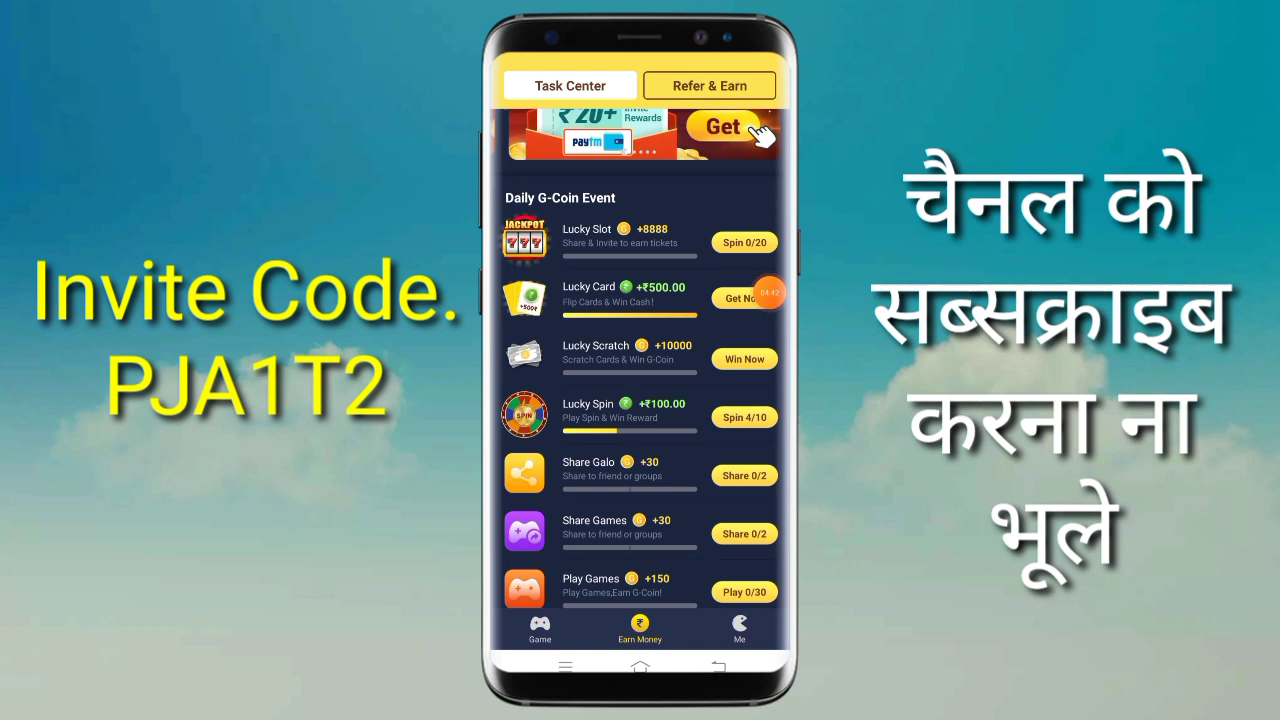 Invite Code.
PJA1T2
Task Center
Refer & Earn
₹20+
Invite
Rewards
paytm
Get
Daily G-Coin Event
JACKPOT
777
Lucky Slot G +8888
Share & Invite to earn tickets
Spin 0/20
+500₹
Lucky Card ₹ +₹500.00
Flip Cards & Win Cash!
Get No
04:42
Lucky Scratch G +10000
Scratch Cards & Win G-Coin
Win Now
SPIN
Lucky Spin ₹ +₹100.00
Play Spin & Win Reward
Spin 4/10
Share Galo G +30
Share to friend or groups
Share 0/2
Share Games G +30
Share to friend or groups
Share 0/2
Play Games G +150
Play Games,Earn G-Coin!
Play 0/30
₹
Game
Earn Money
Me
चैनल को
सब्सक्राइब
करना ना
भूले